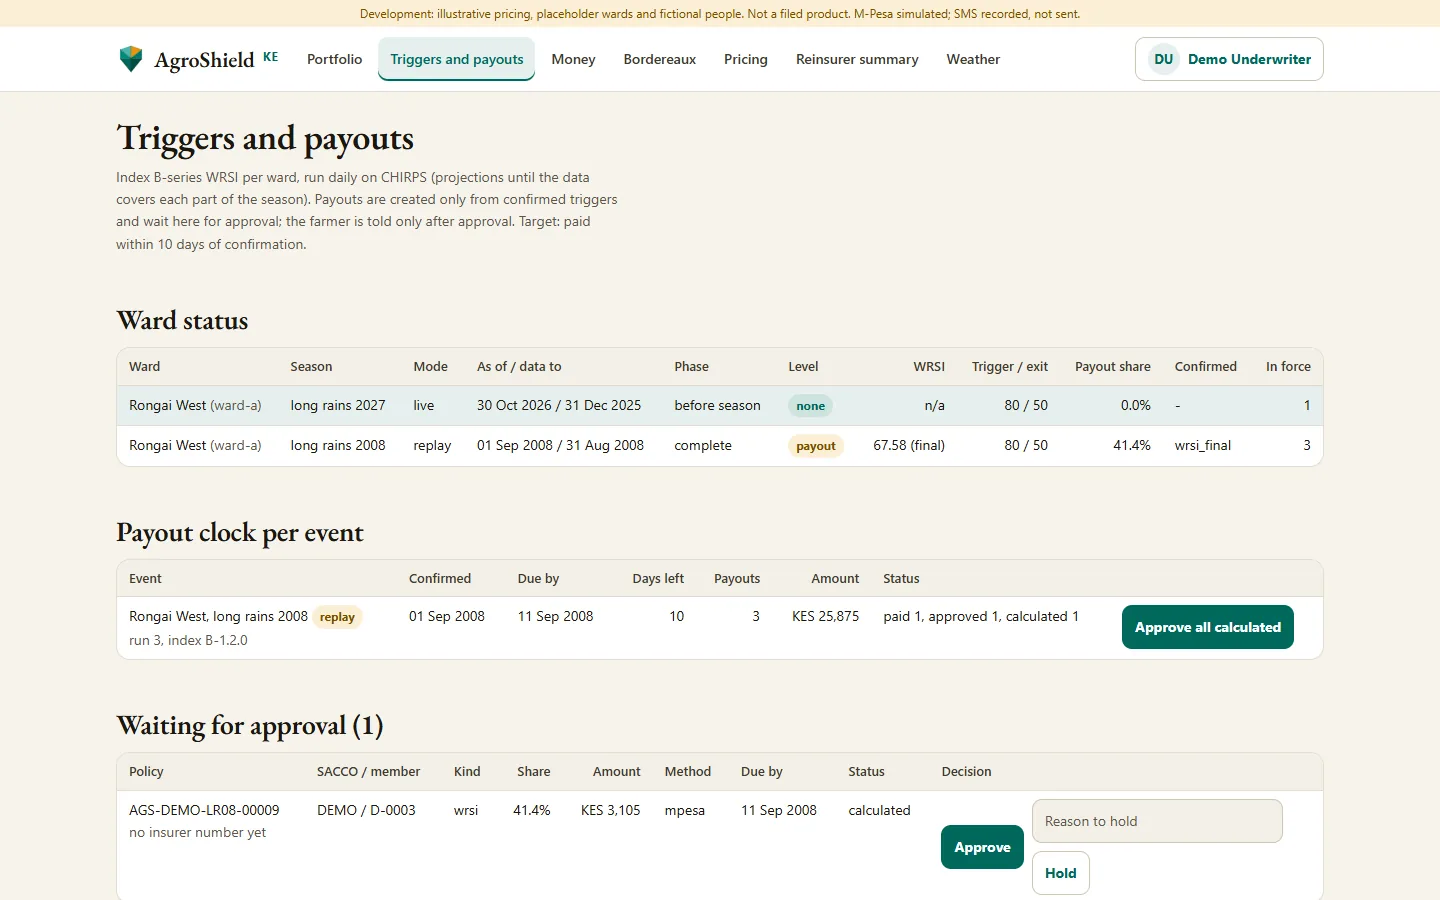 Development: illustrative pricing, placeholder wards and fictional people. Not a filed product. M-Pesa simulated; SMS recorded, not sent.
AgroShield KE Portfolio Triggers and payouts Money Bordereaux Pricing Reinsurer summary Weather DU Demo Underwriter
Triggers and payouts
Index B-series WRSI per ward, run daily on CHIRPS (projections until the data
covers each part of the season). Payouts are created only from confirmed triggers
and wait here for approval; the farmer is told only after approval. Target: paid
within 10 days of confirmation.
Ward status
Ward Season Mode As of / data to Phase Level WRSI Trigger / exit Payout share Confirmed In force
Rongai West (ward-a) long rains 2027 live 30 Oct 2026 / 31 Dec 2025 before season none n/a 80 / 50 0.0% - 1
Rongai West (ward-a) long rains 2008 replay 01 Sep 2008 / 31 Aug 2008 complete payout 67.58 (final) 80 / 50 41.4% wrsi_final 3
Payout clock per event
Event Confirmed Due by Days left Payouts Amount Status
Rongai West, long rains 2008 replay 01 Sep 2008 11 Sep 2008 10 3 KES 25,875 paid 1, approved 1, calculated 1 Approve all calculated
run 3, index B-1.2.0
Waiting for approval (1)
Policy SACCO / member Kind Share Amount Method Due by Status Decision
AGS-DEMO-LR08-00009 DEMO / D-0003 wrsi 41.4% KES 3,105 mpesa 11 Sep 2008 calculated Reason to hold
no insurer number yet
Approve
Hold